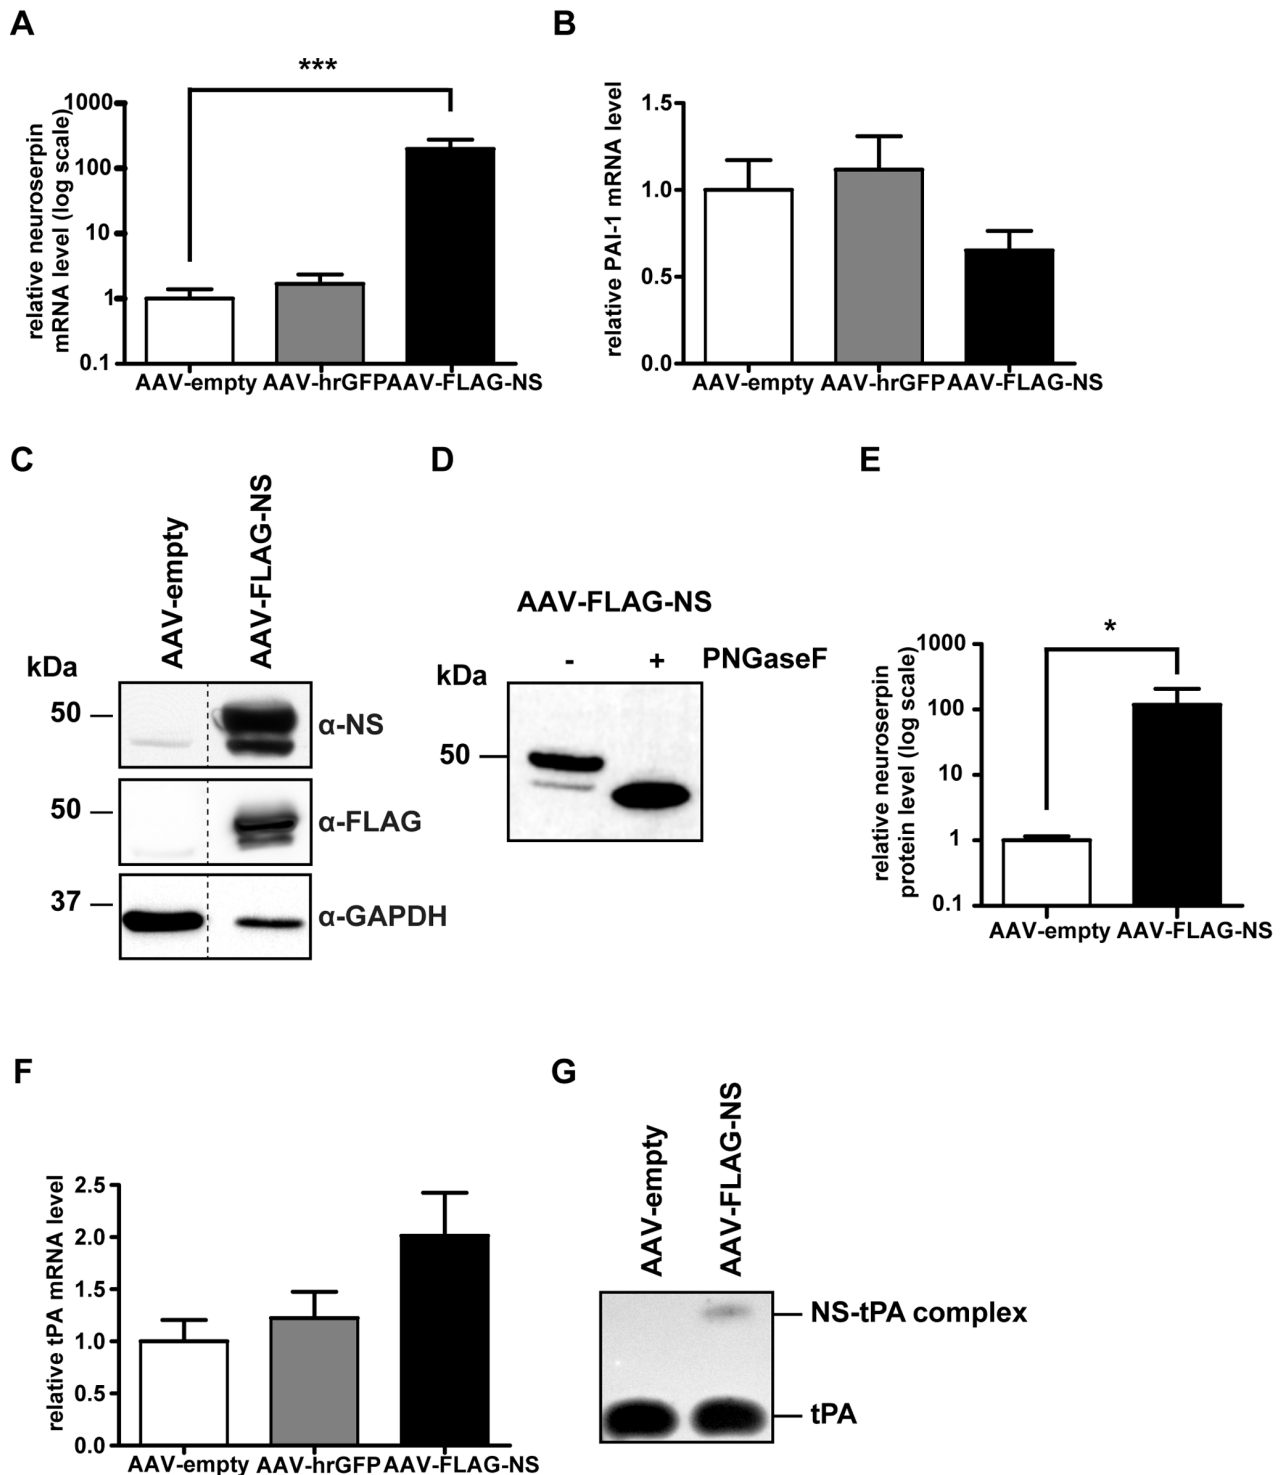 A
***
relative neuroserpin
mRNA level (log scale)
1000
100
10
1
0.1
AAV-empty AAV-hrGFP AAV-FLAG-NS
B
relative PAI-1 mRNA level
1.5
1.0
0.5
0.0
AAV-empty AAV-hrGFP AAV-FLAG-NS
C
AAV-empty
AAV-FLAG-NS
kDa
50
α-NS
50
α-FLAG
37
α-GAPDH
D
AAV-FLAG-NS
- + PNGaseF
kDa
50
E
*
relative neuroserpin
protein level (log scale)
1000
100
10
1
0.1
AAV-empty AAV-FLAG-NS
F
relative tPA mRNA level
2.5
2.0
1.5
1.0
0.5
0.0
AAV-empty AAV-hrGFP AAV-FLAG-NS
G
AAV-empty
AAV-FLAG-NS
NS-tPA complex
tPA